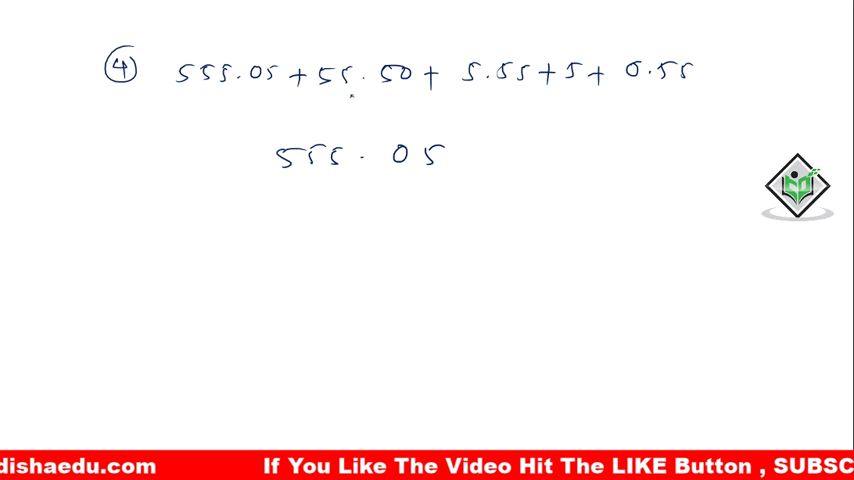 ④ 555.05 + 55.50 + 5.55 + 5 + 0.55
555.05
dishaedu.com If You Like The Video Hit The LIKE Button , SUBSC